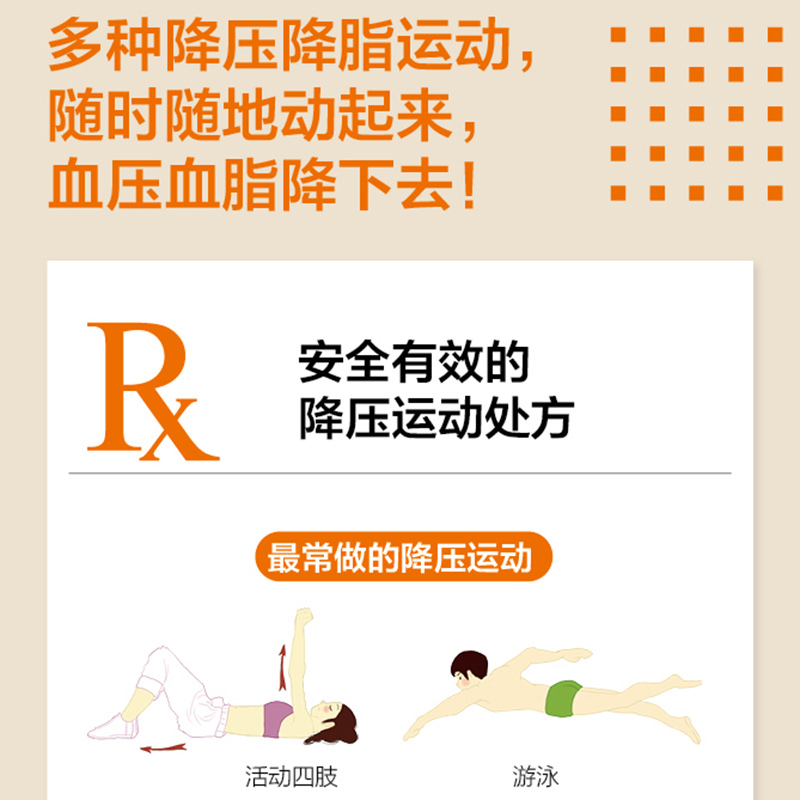 多种降压降脂运动，
随时随地动起来，
血压血脂降下去！
Rx
安全有效的
降压运动处方
最常做的降压运动
活动四肢
游泳